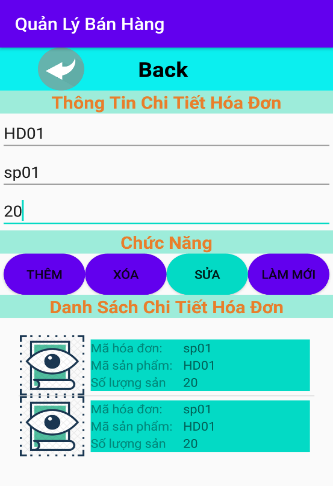 Quản Lý Bán Hàng
Back
Thông Tin Chi Tiết Hóa Đơn
HD01
sp01
20
Chức Năng
THÊM XÓA SỬA LÀM MỚI
Danh Sách Chi Tiết Hóa Đơn
Mã hóa đơn: sp01
Mã sản phẩm: HD01
Số lượng sản 20
Mã hóa đơn: sp01
Mã sản phẩm: HD01
Số lượng sản 20